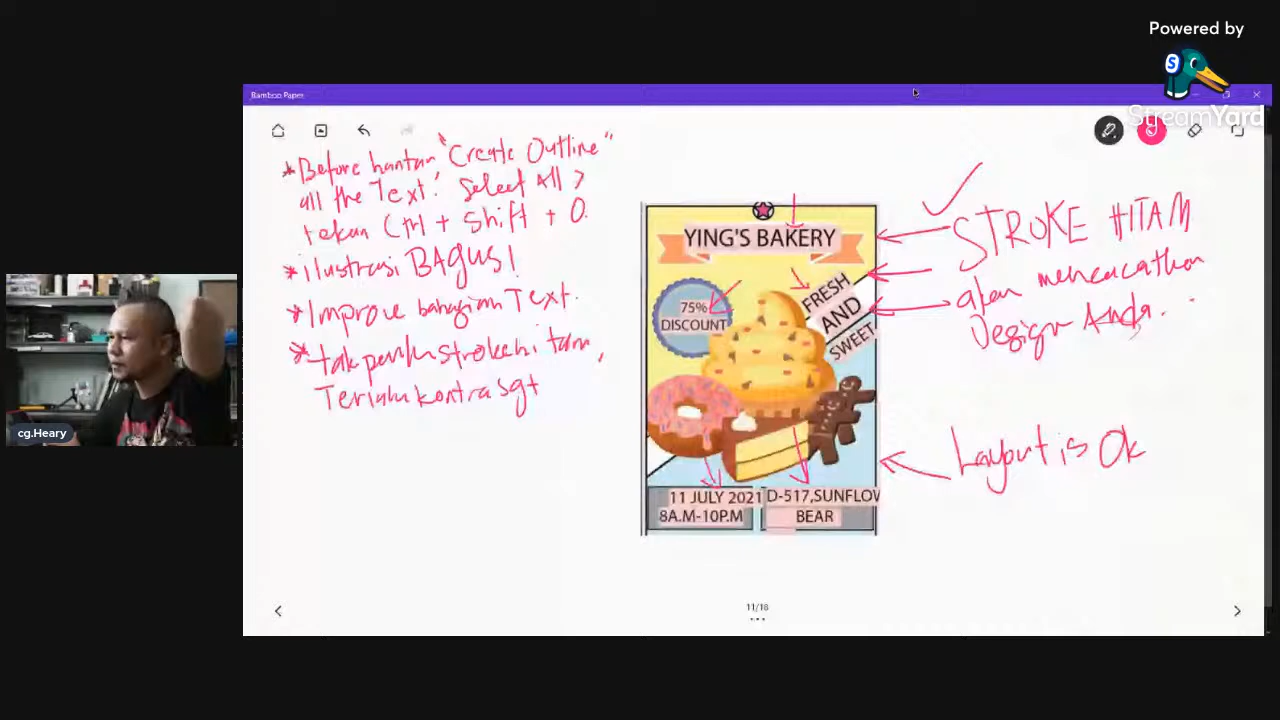 Powered by
StreamYard
Bamboo Paper
* Before hantar "Create Outline"
all the Text. Select All >
tekan Ctrl + Shift + O.
* ilustrasi BAGUS!
* Improve bahagian Text.
* Tak perlu stroke hitam,
Terlalu kontra sgt
YING'S BAKERY
75%
DISCOUNT
FRESH
AND
SWEET
11 JULY 2021
8A.M-10P.M
D-517,SUNFLOW
BEAR
STROKE HITAM
akan mencacatkan
Design Anda.
Layout is Ok
cg.Heary
11/18